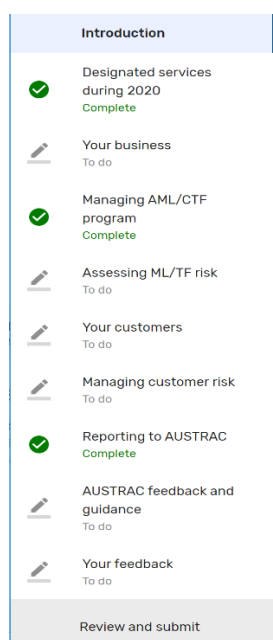 Introduction
Designated services
during 2020
Complete
Your business
To do
Managing AML/CTF
program
Complete
Assessing ML/TF risk
To do
Your customers
To do
Managing customer risk
To do
Reporting to AUSTRAC
Complete
AUSTRAC feedback and
guidance
To do
Your feedback
To do
Review and submit